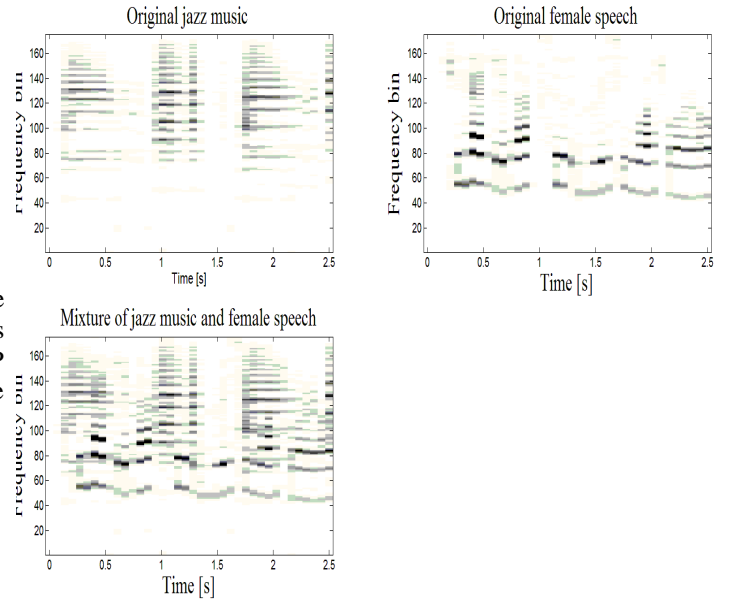 Original jazz music
160
140
120
100
80
60
40
20
Frequency bin
0 0.5 1 1.5 2 2.5
Time [s]
Original female speech
160
140
120
100
80
60
40
20
Frequency bin
0 0.5 1 1.5 2 2.5
Time [s]
Mixture of jazz music and female speech
160
140
120
100
80
60
40
20
Frequency bin
0 0.5 1 1.5 2 2.5
Time [s]